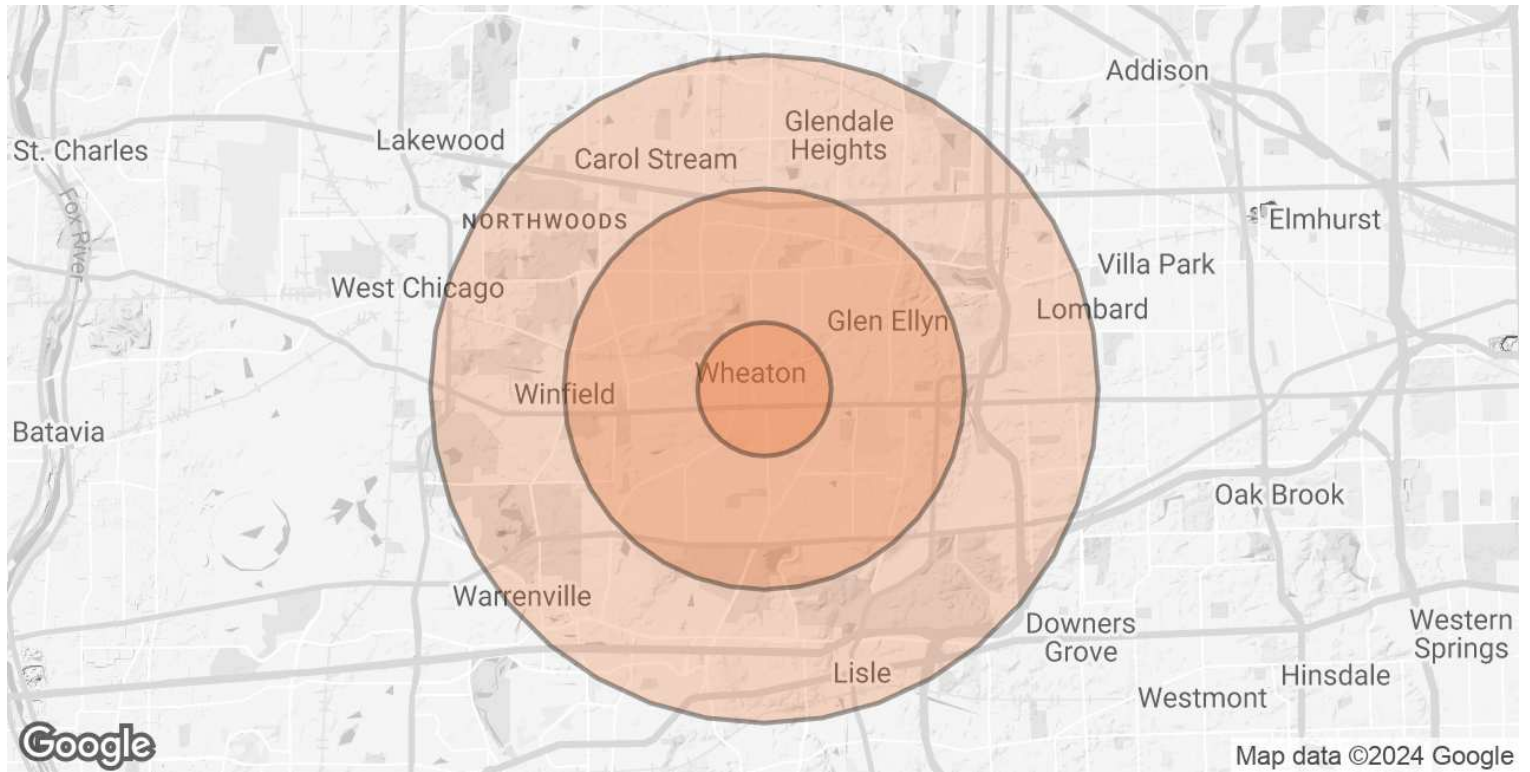 Addison
Glendale
Heights
Lakewood
St. Charles
Carol Stream
Fox River
NORTHWOODS
Elmhurst
Villa Park
West Chicago
Lombard
Glen Ellyn
Wheaton
Winfield
Batavia
Oak Brook
Warrenville
Downers
Grove
Western
Springs
Lisle
Hinsdale
Westmont
Google
Map data ©2024 Google